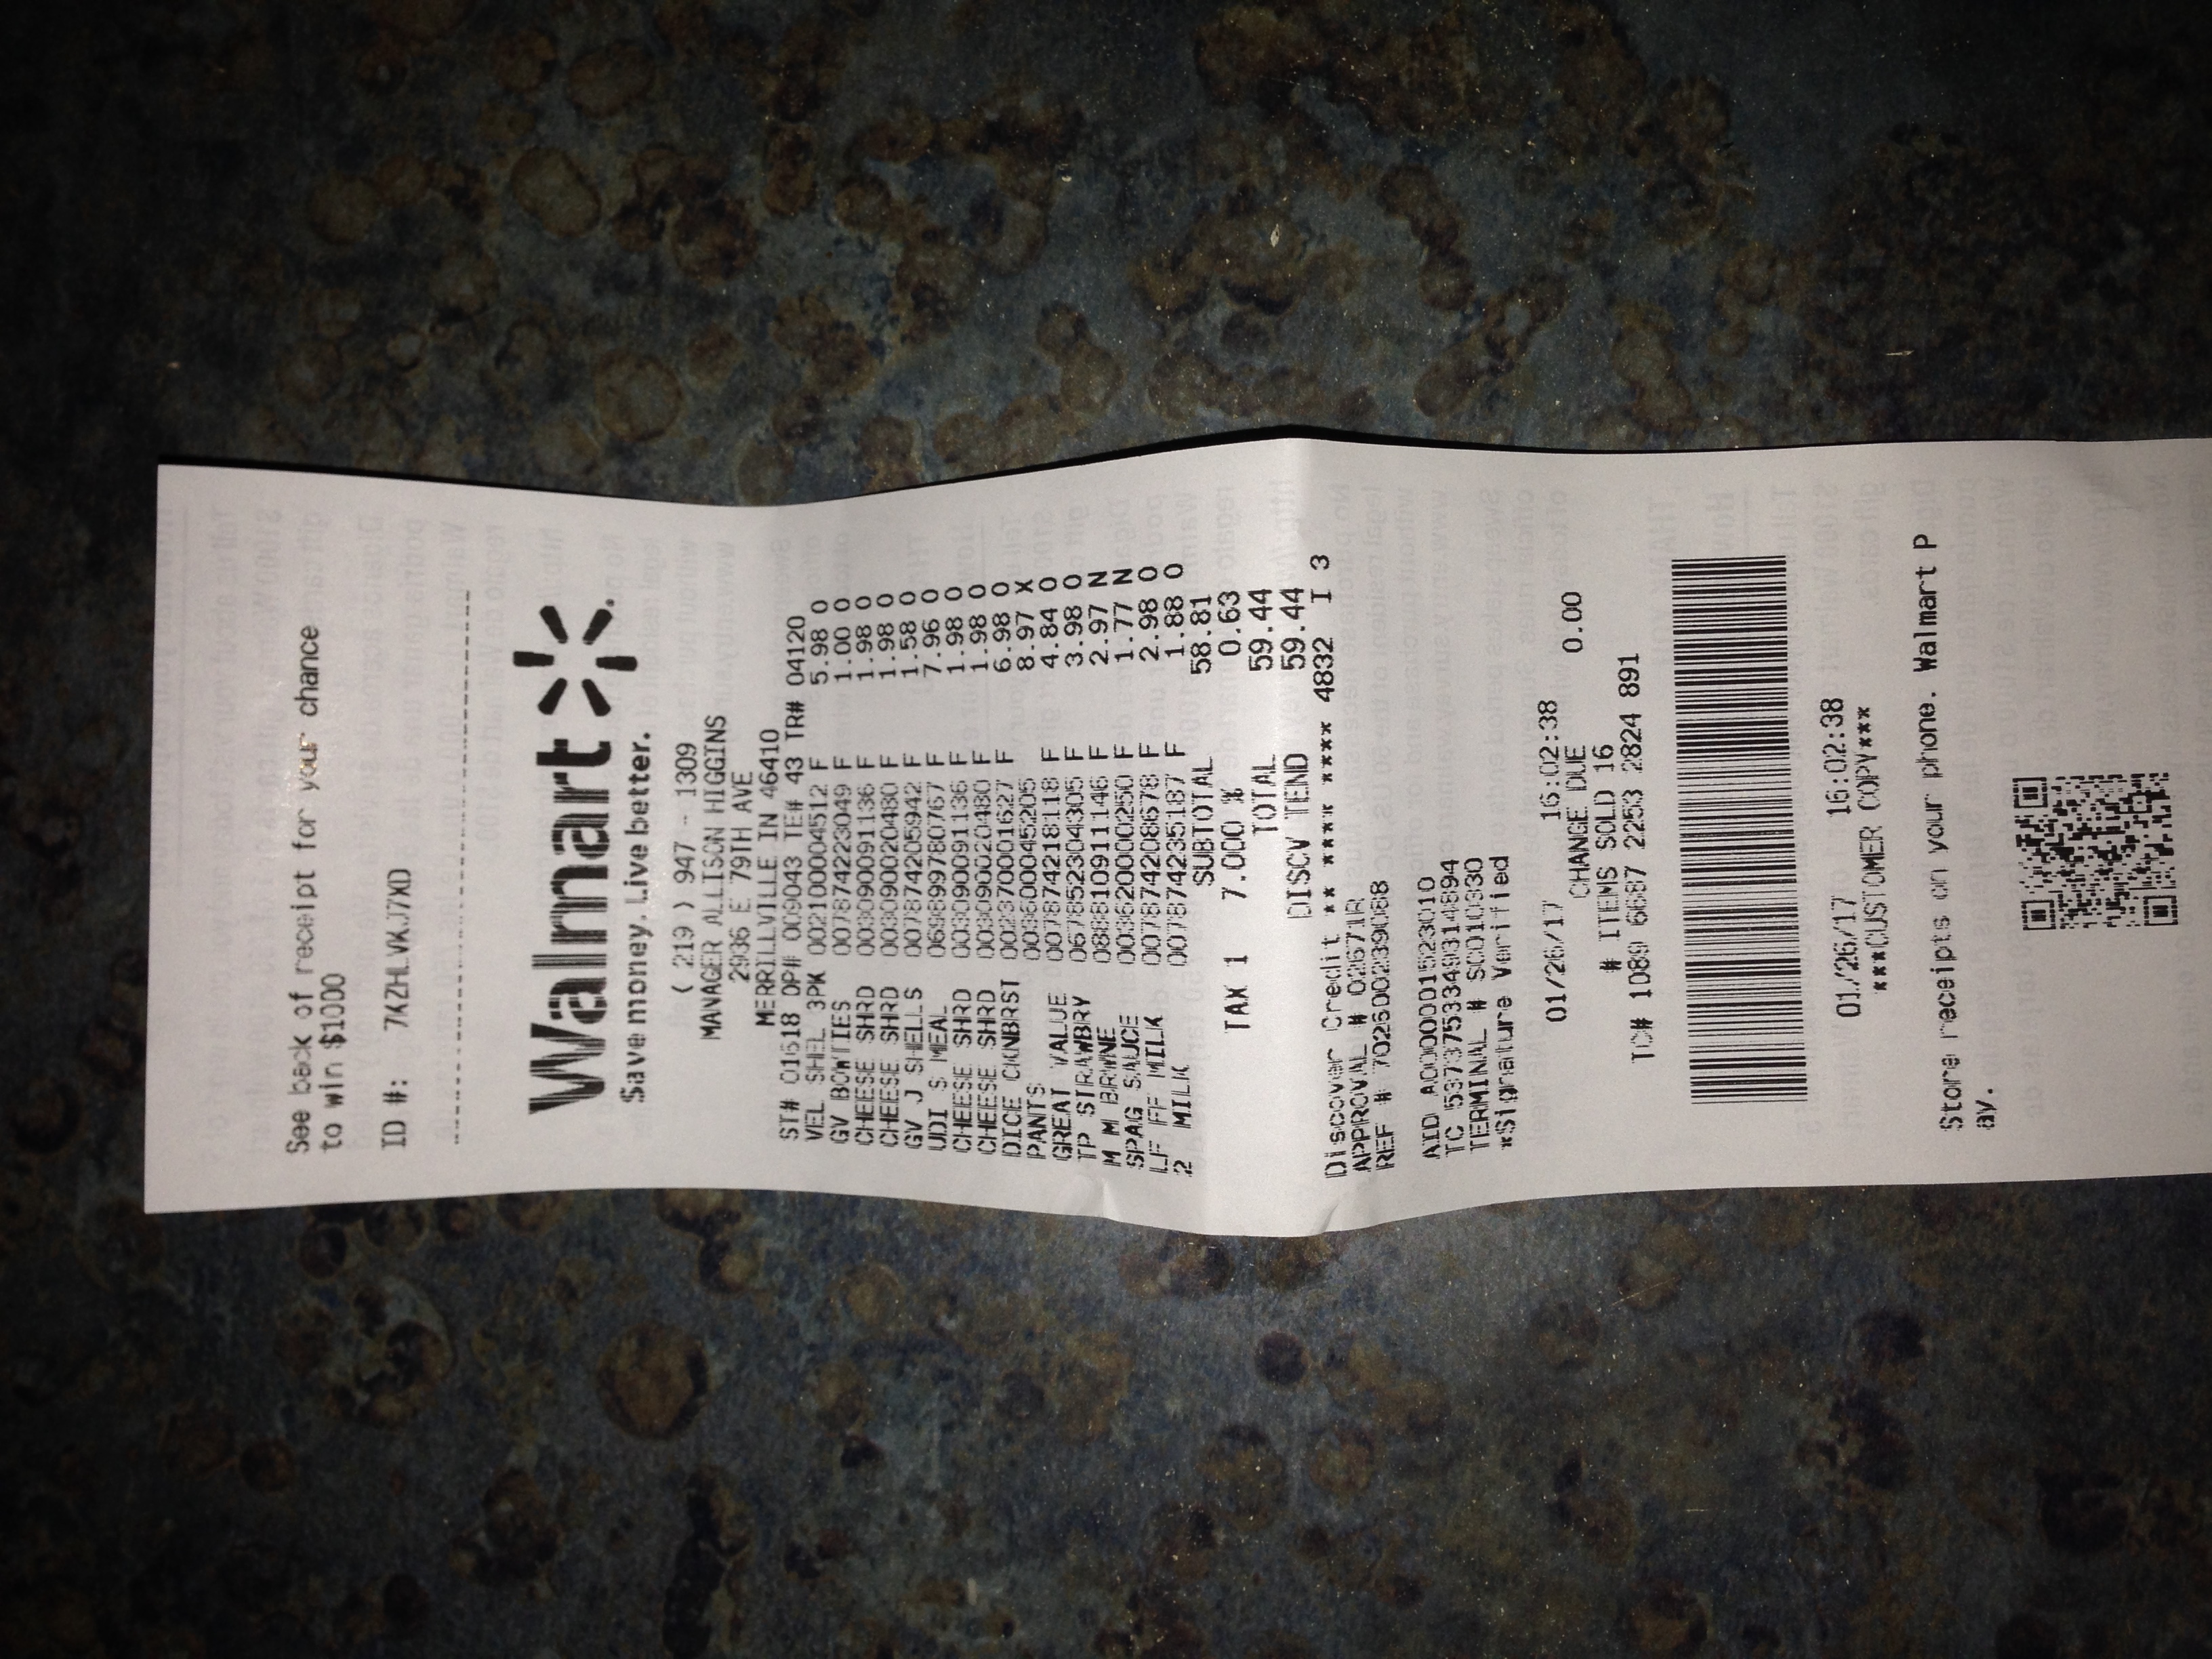 See back of receipt for your chance
to win $1000
ID #: 7KZHLVKJ7XD
Walmart
Save money. Live better.
( 219 ) 947 - 1309
MANAGER ALLISON HIGGINS
2936 E 79TH AVE
MERRILLVILLE IN 46410
ST# 01618 OP# 009043 TE# 43 TR# 04120
VEL SHEL 3PK 002100004512 F 5.98 O
GV BOWTIES 007874223049 F 1.00 O
CHEESE SHRD 003090091136 F 1.98 O
CHEESE SHRD 003090020480 F 1.98 O
GV J SHELLS 007874205942 F 1.58 O
UDI S MEAL 069899780767 F 7.96 O
CHEESE SHRD 003090091136 F 1.98 O
CHEESE SHRD 003090020480 F 1.98 O
DICE CKNBRST 002370001627 F 6.98 O
PANTS 003600045205 8.97 X
GREAT VALUE 007874218118 F 4.84 O
TP STRAWBRY 067852304305 F 3.98 O
M M BRWNE 088810911146 F 2.97 N
SPAG SAUCE 003620000250 F 1.77 N
LF FF MILK 007874208678 F 2.98 O
2 MILK 007874235187 F 1.88 O
SUBTOTAL 58.81
TAX 1 7.000 % 0.63
TOTAL 59.44
DISCV TEND 59.44
Discover Credit ** **** **** 4832 I 3
APPROVAL # 02671R
REF # 702600239088
AID A0000001523010
TC 5373753349314894
TERMINAL # SC010330
*Signature Verified
01/26/17 16:02:38
CHANGE DUE 0.00
# ITEMS SOLD 16
TC# 1089 6687 2253 2824 891
01/26/17 16:02:38
***CUSTOMER COPY***
Store receipts on your phone. Walmart P
ay.